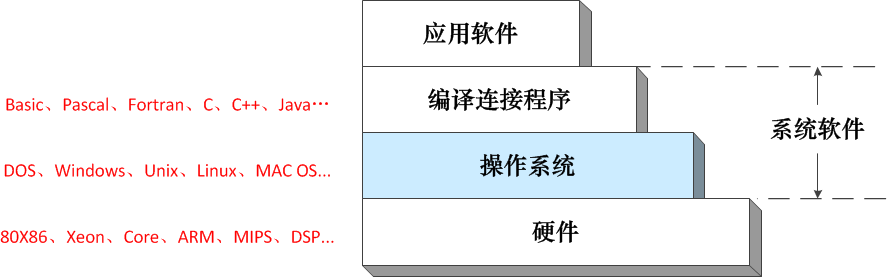 应用软件
Basic、Pascal、Fortran、C、C++、Java…
编译连接程序
系统软件
DOS、Windows、Unix、Linux、MAC OS...
操作系统
80X86、Xeon、Core、ARM、MIPS、DSP...
硬件